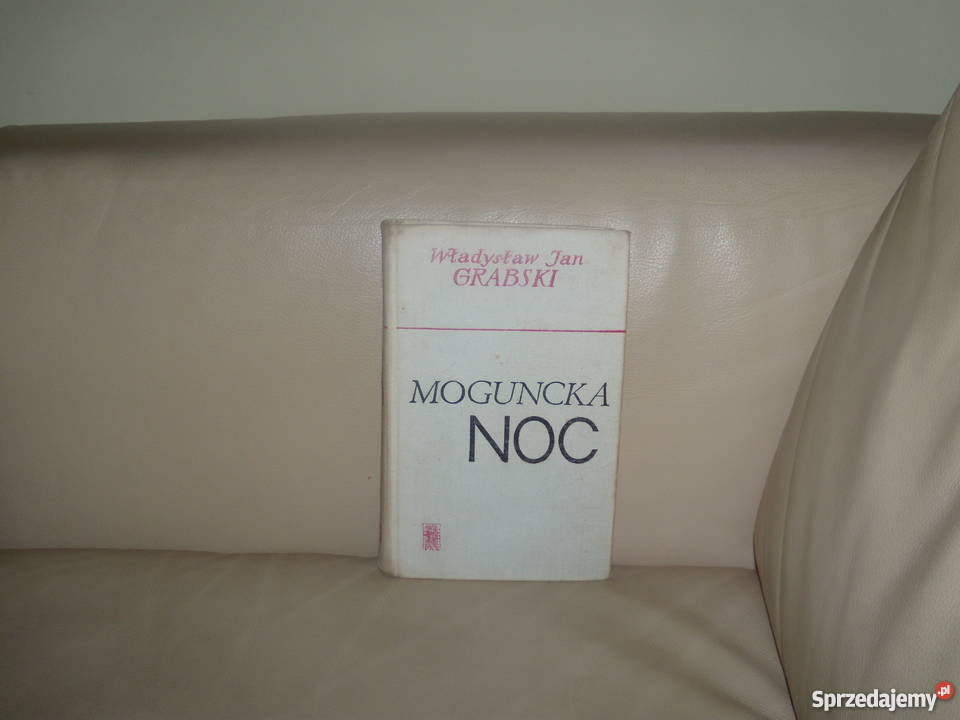 Władysław Jan
GRABSKI
MOGUNCKA
NOC
Sprzedajemy.pl